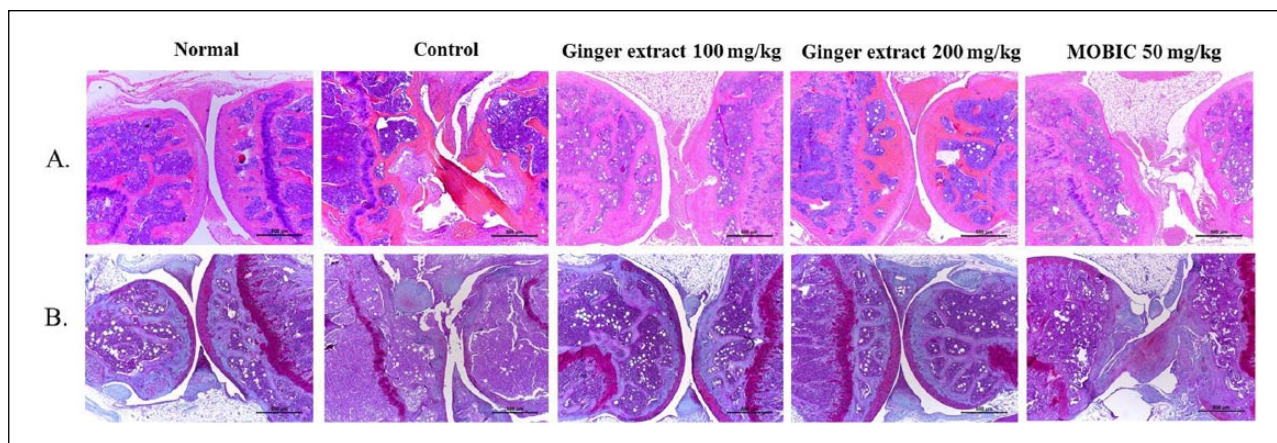 Normal Control Ginger extract 100 mg/kg Ginger extract 200 mg/kg MOBIC 50 mg/kg
A.
B.